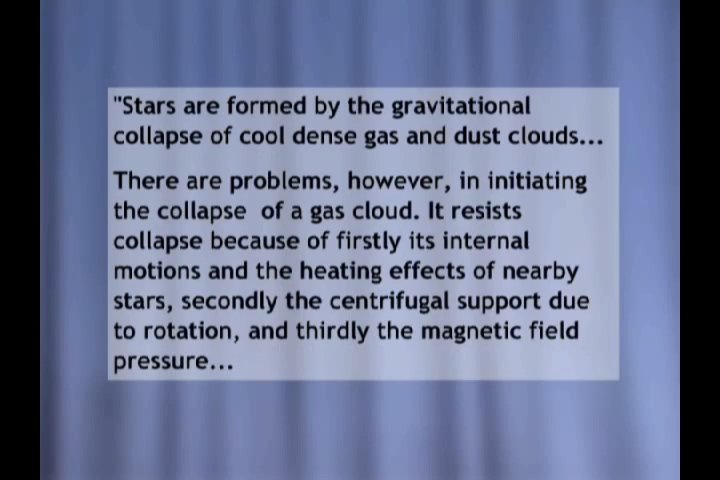 "Stars are formed by the gravitational
collapse of cool dense gas and dust clouds...
There are problems, however, in initiating
the collapse  of a gas cloud. It resists
collapse because of firstly its internal
motions and the heating effects of nearby
stars, secondly the centrifugal support due
to rotation, and thirdly the magnetic field
pressure...